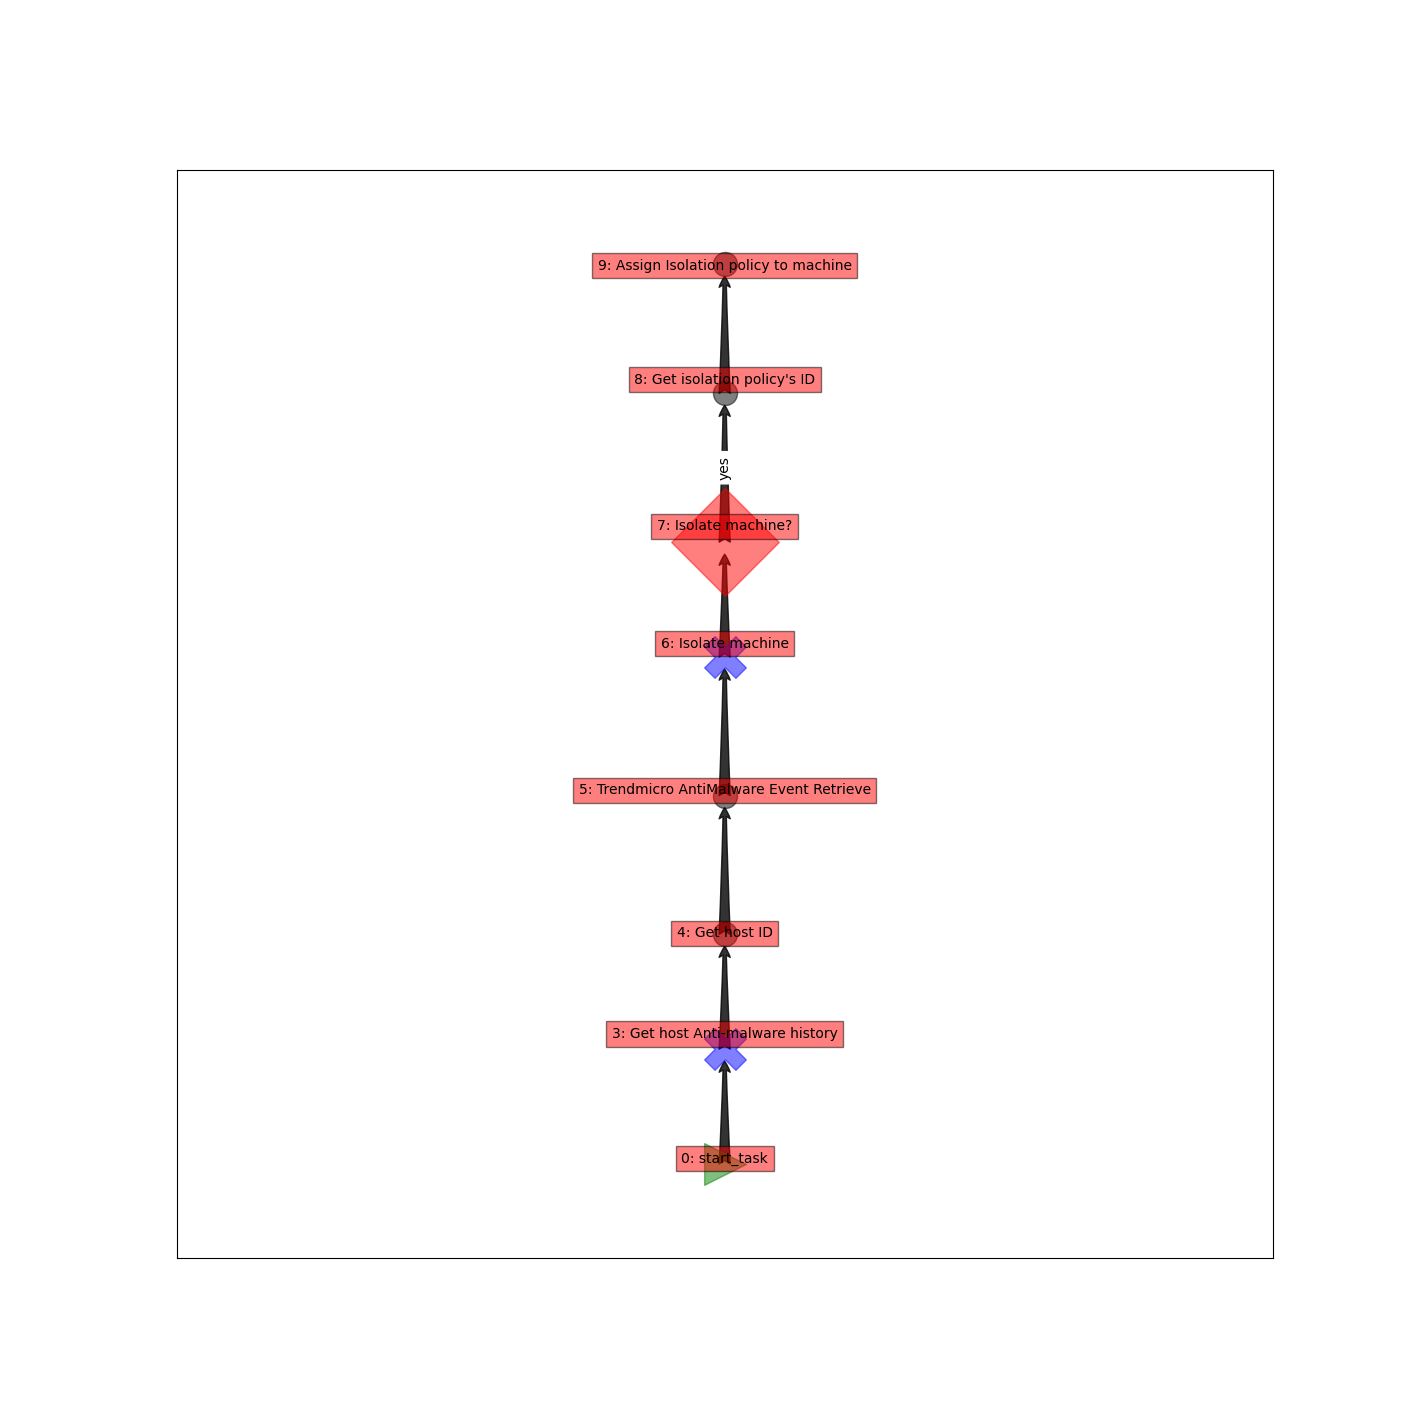 9: Assign Isolation policy to machine
8: Get isolation policy's ID
yes
7: Isolate machine?
6: Isolate machine
5: Trendmicro AntiMalware Event Retrieve
4: Get host ID
3: Get host Anti-malware history
0: start_task